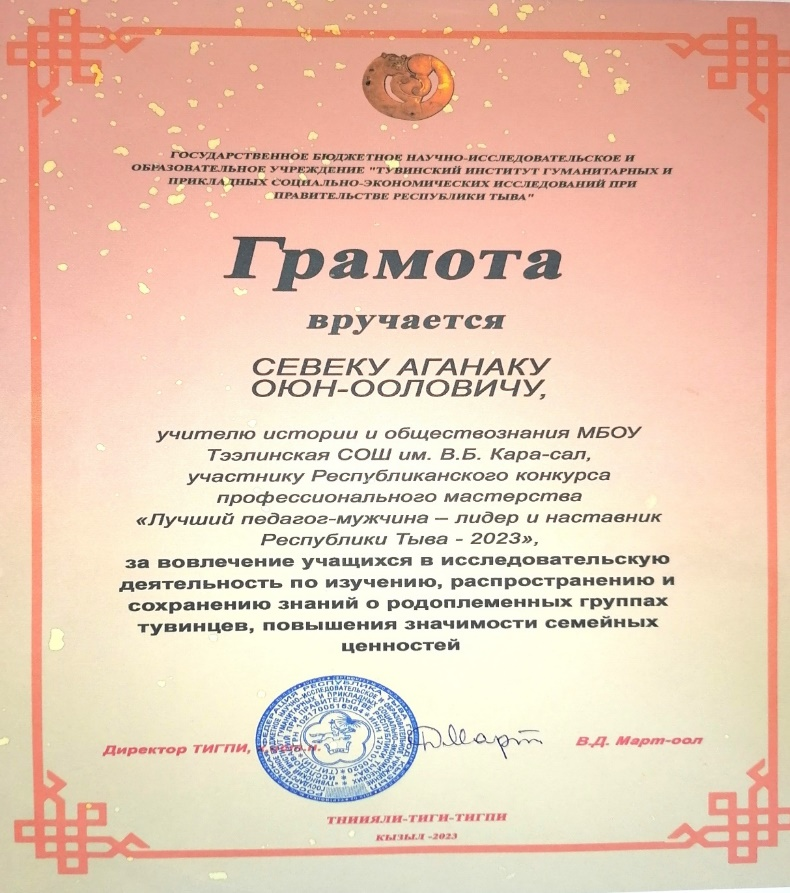 ГОСУДАРСТВЕННОЕ БЮДЖЕТНОЕ НАУЧНО-ИССЛЕДОВАТЕЛЬСКОЕ И
ОБРАЗОВАТЕЛЬНОЕ УЧРЕЖДЕНИЕ "ТУВИНСКИЙ ИНСТИТУТ ГУМАНИТАРНЫХ И
ПРИКЛАДНЫХ СОЦИАЛЬНО-ЭКОНОМИЧЕСКИХ ИССЛЕДОВАНИЙ ПРИ
ПРАВИТЕЛЬСТВЕ РЕСПУБЛИКИ ТЫВА"
Грамота
вручается
СЕВЕКУ АГАНАКУ
ОЮН-ООЛОВИЧУ,
учителю истории и обществознания МБОУ
Тээлинская СОШ им. В.Б. Кара-сал,
участнику Республиканского конкурса
профессионального мастерства
«Лучший педагог-мужчина – лидер и наставник
Республики Тыва - 2023»,
за вовлечение учащихся в исследовательскую
деятельность по изучению, распространению и
сохранению знаний о родоплеменных группах
тувинцев, повышения значимости семейных
ценностей
Директор ТИГПИ,
В.Д. Март-оол
ТНИИЯЛИ-ТИГИ-ТИГПИ
КЫЗЫЛ -2023